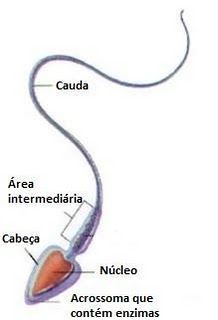 Cauda
Área
intermediária
Cabeça
Núcleo
Acrossoma que
contém enzimas